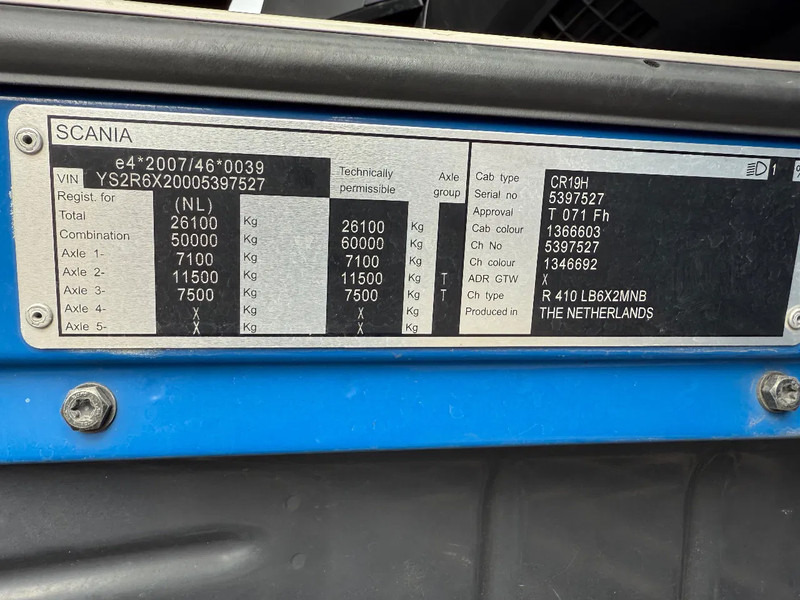 SCANIA
e4*2007/46*0039
VIN YS2R6X20005397527
Technically permissible
Axle group
Regist. for (NL)
Total 26100 Kg 26100 Kg
Combination 50000 Kg 60000 Kg
Axle 1- 7100 Kg 7100 Kg
Axle 2- 11500 Kg 11500 Kg T
Axle 3- 7500 Kg 7500 Kg T
Axle 4- X Kg X Kg
Axle 5- X Kg X Kg
1
Cab type CR19H
Serial no 5397527
Approval T 071 Fh
Cab colour 1366603
Ch No 5397527
Ch colour 1346692
ADR GTW X
Ch type R 410 LB6X2MNB
Produced in THE NETHERLANDS